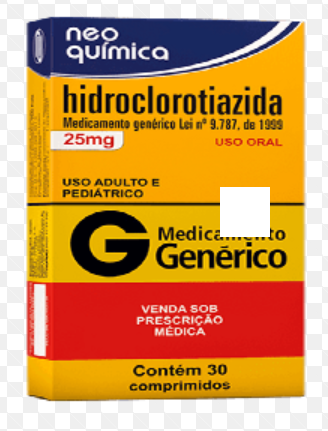 neo
química
hidroclorotiazida
Medicamento genérico Lei nº 9.787, de 1999
25mg
USO ORAL
USO ADULTO E
PEDIÁTRICO
G
Medicamento
Genérico
VENDA SOB
PRESCRIÇÃO
MÉDICA
Contém 30
comprimidos